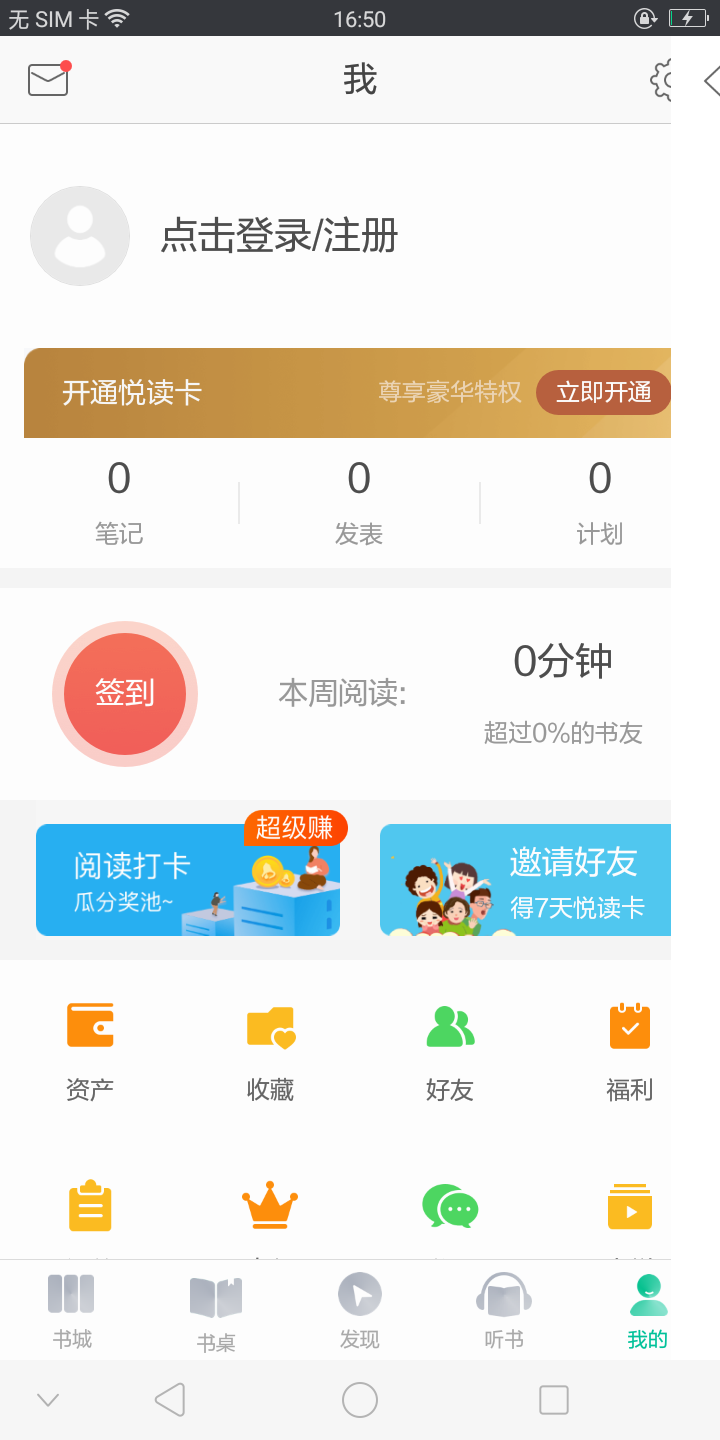 无 SIM 卡
16:50
我
点击登录/注册
开通悦读卡
尊享豪华特权
立即开通
0
0
0
笔记
发表
计划
签到
本周阅读:
0分钟
超过0%的书友
超级赚
阅读打卡
瓜分奖池~
邀请好友
得7天悦读卡
资产
收藏
好友
福利
书城
书桌
发现
听书
我的